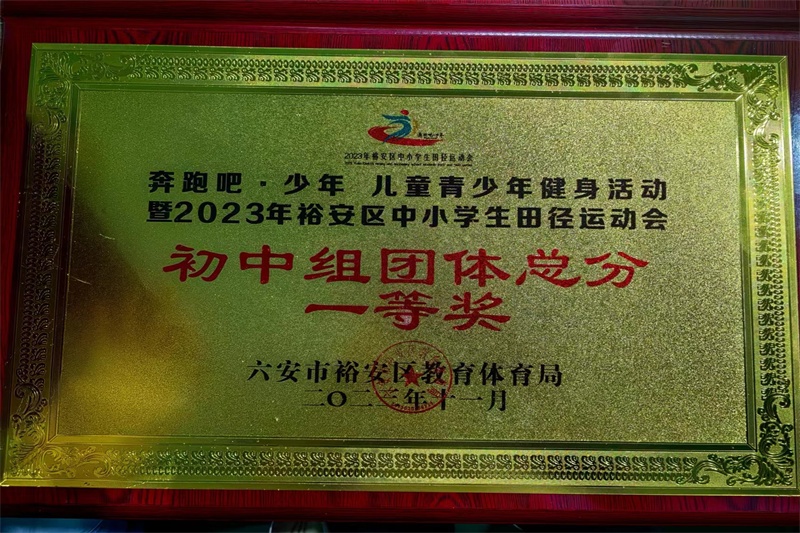 2023年裕安区中小学生田径运动会
奔跑吧·少年 儿童青少年健身活动
暨2023年裕安区中小学生田径运动会
初中组团体总分
一等奖
六安市裕安区教育体育局
二〇二三年十一月